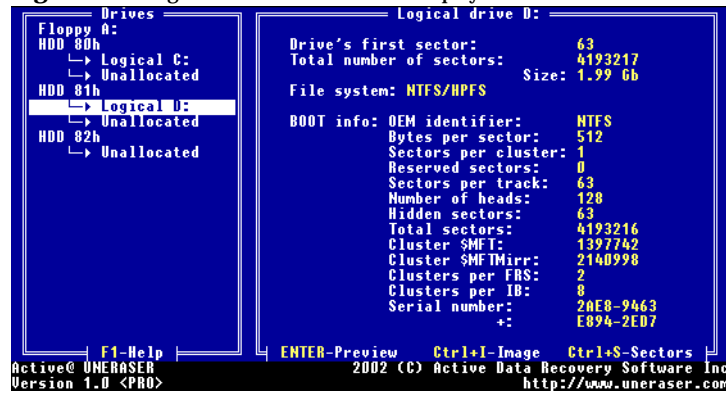 Drives
Floppy A:
HDD 80h
Logical C:
Unallocated
HDD 81h
Logical D:
Unallocated
HDD 82h
Unallocated
F1-Help
Logical drive D:
Drive's first sector: 63
Total number of sectors: 4193217
Size: 1.99 Gb
File system: NTFS/HPFS
BOOT info: OEM identifier: NTFS
Bytes per sector: 512
Sectors per cluster: 1
Reserved sectors: 0
Sectors per track: 63
Number of heads: 128
Hidden sectors: 63
Total sectors: 4193216
Cluster $MFT: 1397742
Cluster $MFTMirr: 2140998
Clusters per FRS: 2
Clusters per IB: 8
Serial number: 2AE8-9463
+: E894-2ED7
ENTER-Preview Ctrl+I-Image Ctrl+S-Sectors
Active@ UNERASER 2002 (C) Active Data Recovery Software Inc
Version 1.0 <PRO> http://www.uneraser.com